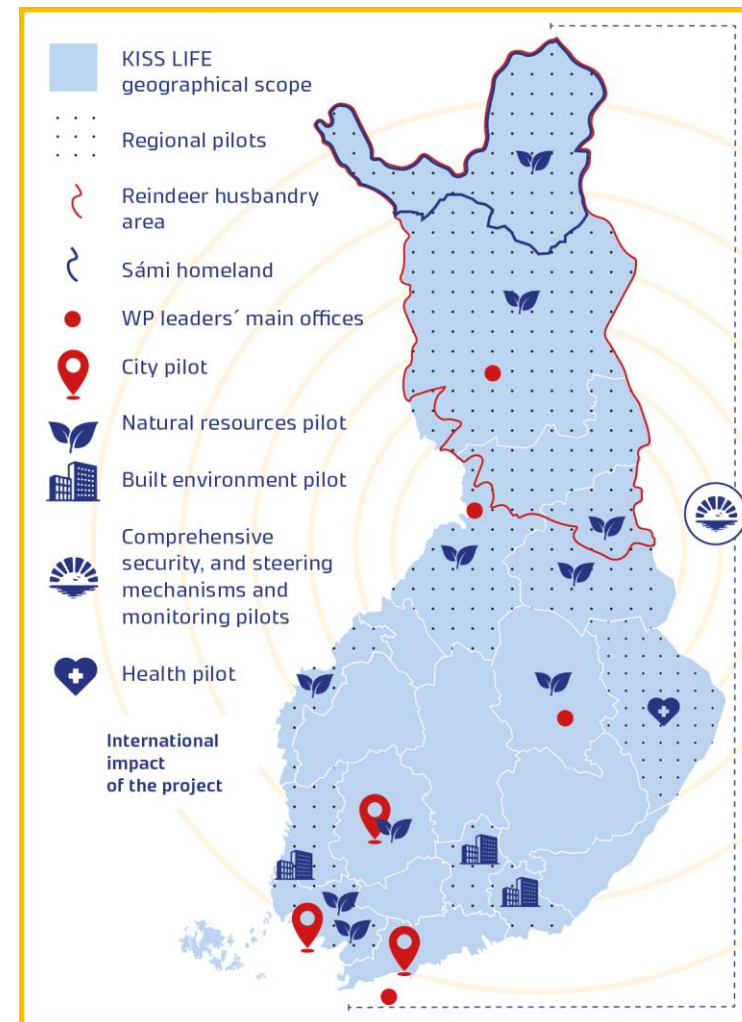 KISS LIFE
geographical scope
Regional pilots
Reindeer husbandry
area
Sámi homeland
WP leaders´ main offices
City pilot
Natural resources pilot
Built environment pilot
Comprehensive
security, and steering
mechanisms and
monitoring pilots
Health pilot
International
impact
of the project